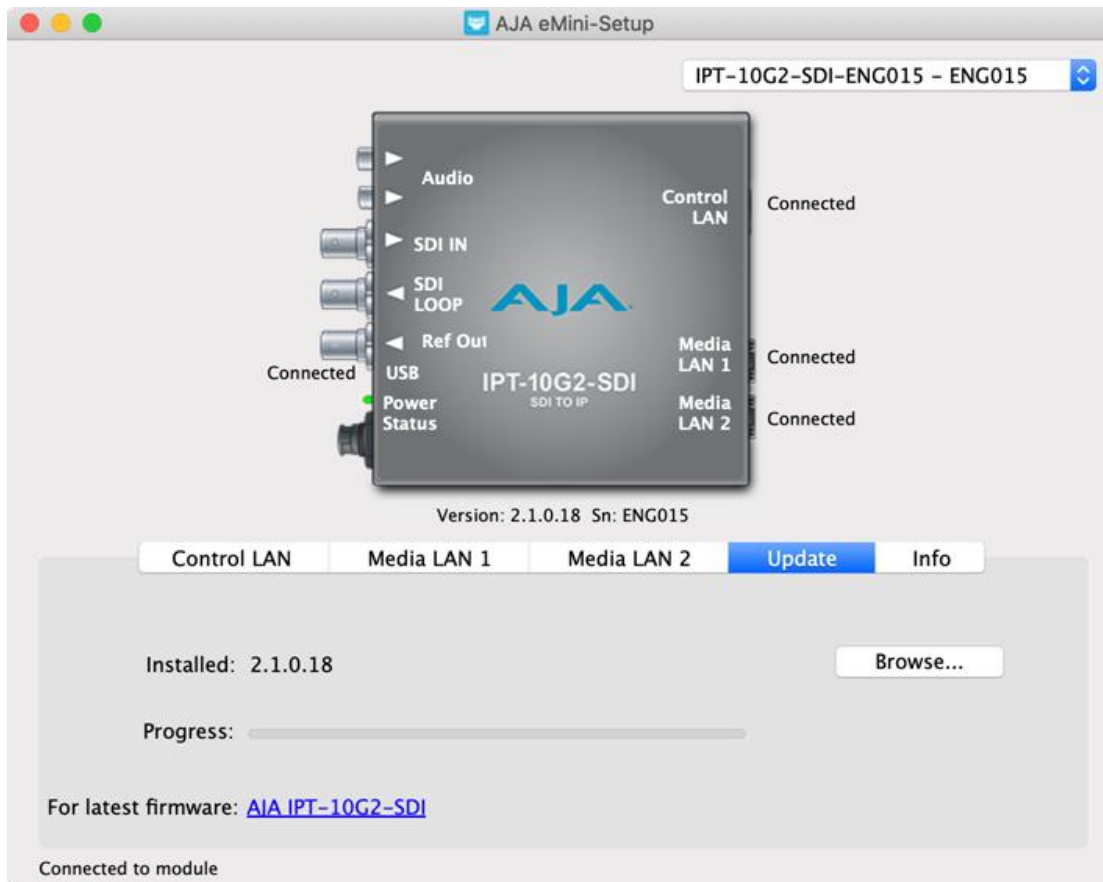 AJA eMini-Setup
IPT-10G2-SDI-ENG015 - ENG015
Audio
Control
LAN
Connected
SDI IN
SDI
LOOP
AJA
Ref Out
Media
LAN 1
Connected
Connected
USB
IPT-10G2-SDI
SDI TO IP
Power
Status
Media
LAN 2
Connected
Version: 2.1.0.18 Sn: ENG015
Control LAN
Media LAN 1
Media LAN 2
Update
Info
Installed: 2.1.0.18
Browse...
Progress:
For latest firmware: AJA IPT-10G2-SDI
Connected to module